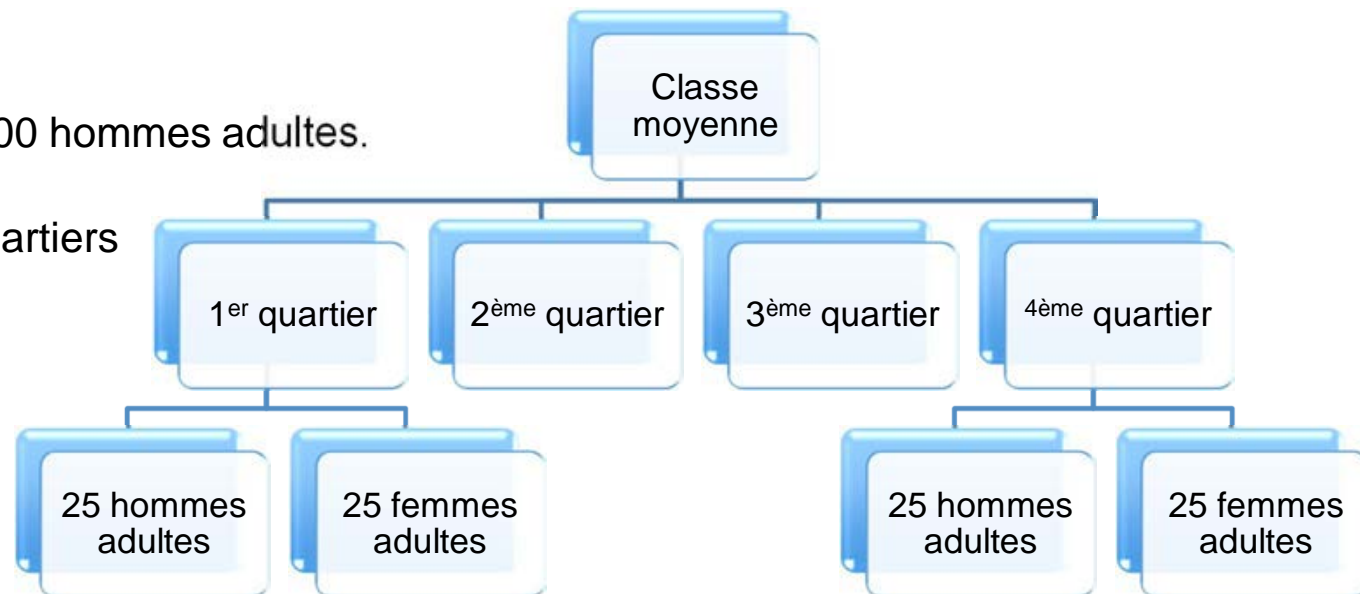 Classe
moyenne
00 hommes adultes.
artiers
1er quartier
2ème quartier
3ème quartier
4ème quartier
25 hommes
adultes
25 femmes
adultes
25 hommes
adultes
25 femmes
adultes